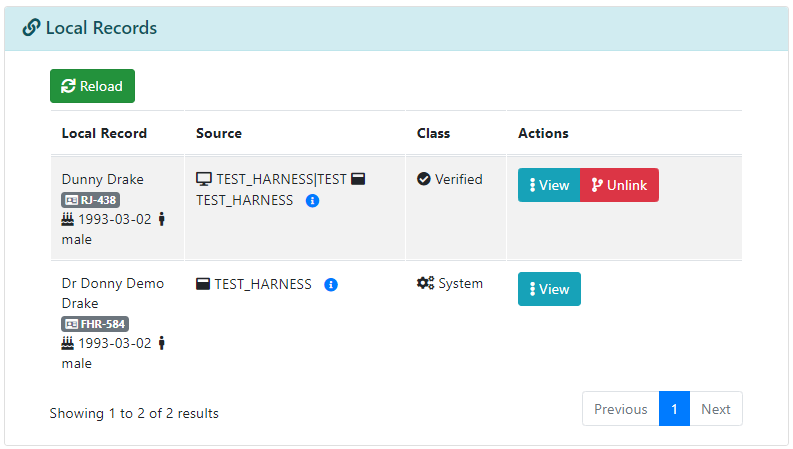 Local Records
Reload
Local Record Source Class Actions
Dunny Drake
RJ-438
1993-03-02
male
TEST_HARNESS|TEST
TEST_HARNESS
Verified
View Unlink
Dr Donny Demo
Drake
FHR-584
1993-03-02
male
TEST_HARNESS
System
View
Showing 1 to 2 of 2 results
Previous 1 Next